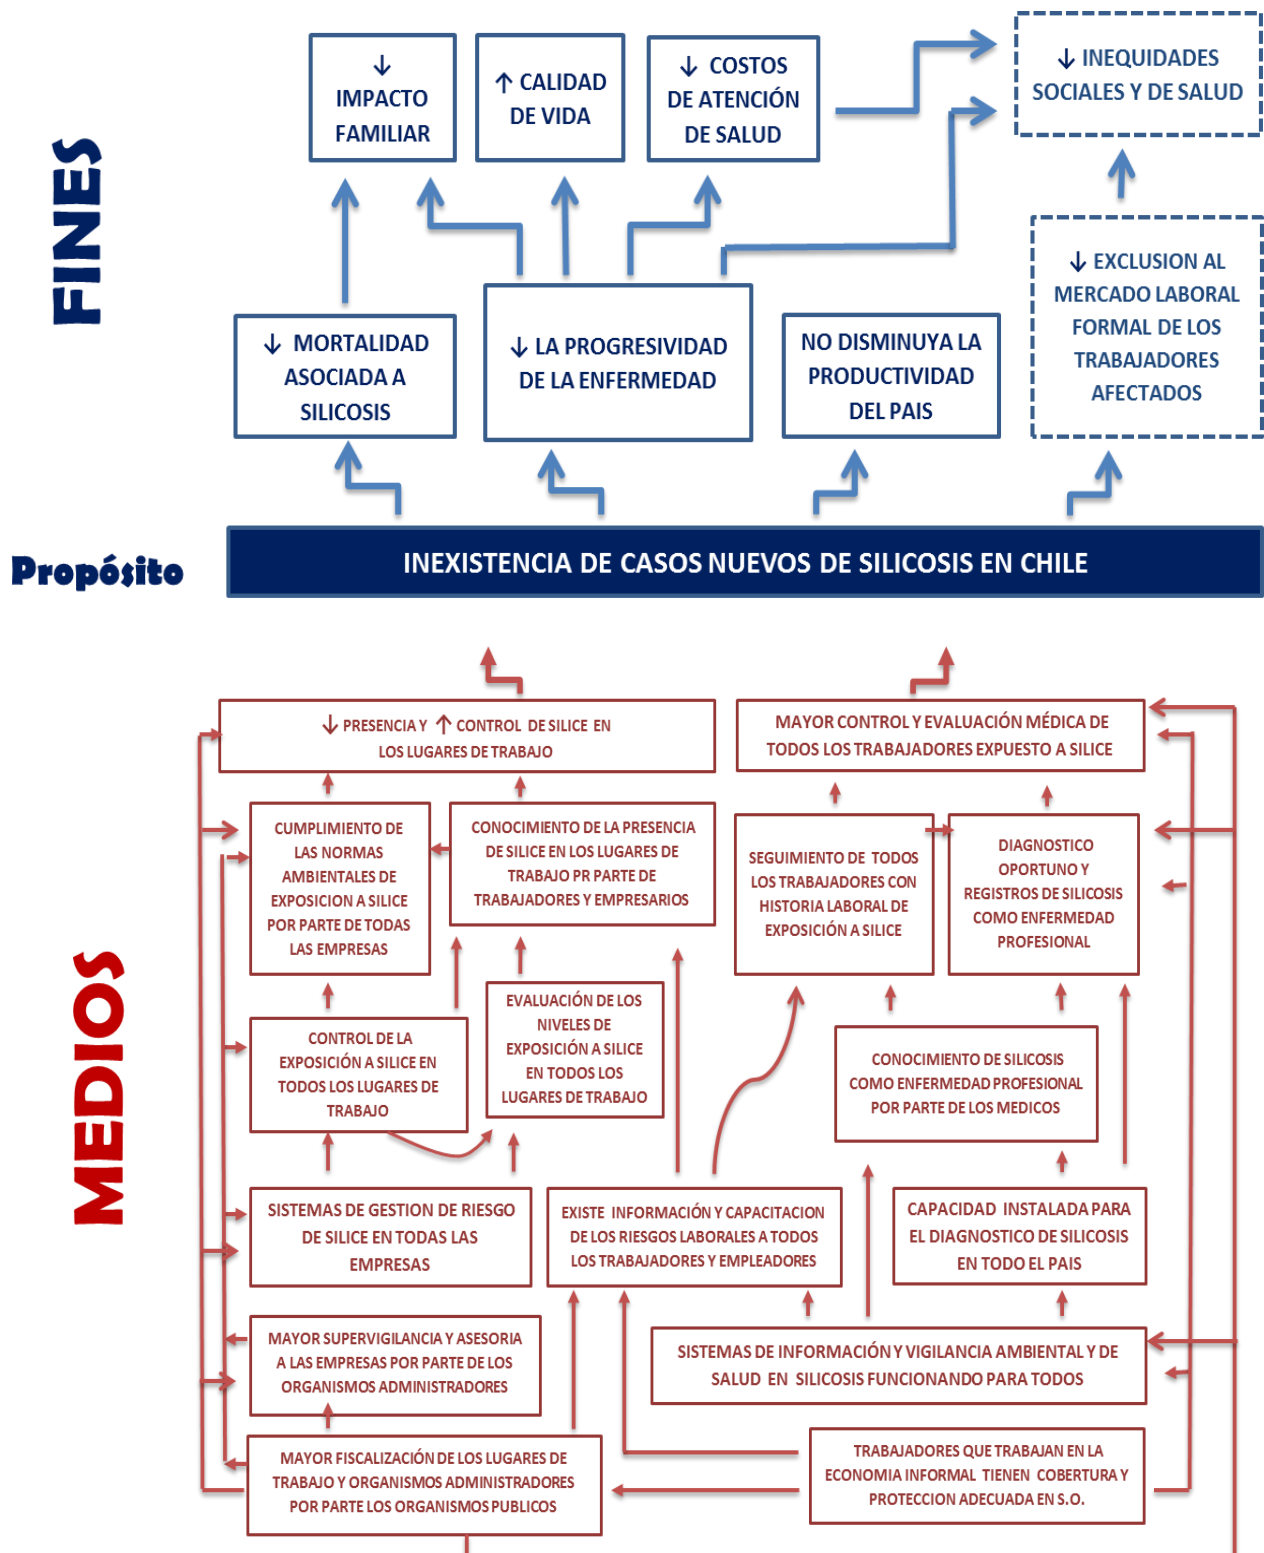 FINES
↓
IMPACTO
FAMILIAR
↑ CALIDAD
DE VIDA
↓ COSTOS
DE ATENCIÓN
DE SALUD
↓ INEQUIDADES
SOCIALES Y DE SALUD
↓ MORTALIDAD
ASOCIADA A
SILICOSIS
↓ LA PROGRESIVIDAD
DE LA ENFERMEDAD
NO DISMINUYA LA
PRODUCTIVIDAD
DEL PAIS
↓ EXCLUSION AL
MERCADO LABORAL
FORMAL DE LOS
TRABAJADORES
AFECTADOS
Propósito
INEXISTENCIA DE CASOS NUEVOS DE SILICOSIS EN CHILE
MEDIOS
↓ PRESENCIA Y ↑ CONTROL DE SILICE EN
LOS LUGARES DE TRABAJO
MAYOR CONTROL Y EVALUACIÓN MÉDICA DE
TODOS LOS TRABAJADORES EXPUESTO A SILICE
CUMPLIMIENTO DE
LAS NORMAS
AMBIENTALES DE
EXPOSICION A SILICE
POR PARTE DE TODAS
LAS EMPRESAS
CONOCIMIENTO DE LA PRESENCIA
DE SILICE EN LOS LUGARES DE
TRABAJO PR PARTE DE
TRABAJADORES Y EMPRESARIOS
SEGUIMIENTO DE TODOS
LOS TRABAJADORES CON
HISTORIA LABORAL DE
EXPOSICIÓN A SILICE
DIAGNOSTICO
OPORTUNO Y
REGISTROS DE SILICOSIS
COMO ENFERMEDAD
PROFESIONAL
CONTROL DE LA
EXPOSICIÓN A SILICE EN
TODOS LOS LUGARES DE
TRABAJO
EVALUACIÓN DE LOS
NIVELES DE
EXPOSICIÓN A SILICE
EN TODOS LOS
LUGARES DE TRABAJO
CONOCIMIENTO DE SILICOSIS
COMO ENFERMEDAD PROFESIONAL
POR PARTE DE LOS MEDICOS
SISTEMAS DE GESTION DE RIESGO
DE SILICE EN TODAS LAS
EMPRESAS
EXISTE INFORMACIÓN Y CAPACITACION
DE LOS RIESGOS LABORALES A TODOS
LOS TRABAJADORES Y EMPLEADORES
CAPACIDAD INSTALADA PARA
EL DIAGNOSTICO DE SILICOSIS
EN TODO EL PAIS
MAYOR SUPERVIGILANCIA Y ASESORIA
A LAS EMPRESAS POR PARTE DE LOS
ORGANISMOS ADMINISTRADORES
SISTEMAS DE INFORMACIÓN Y VIGILANCIA AMBIENTAL Y DE
SALUD EN SILICOSIS FUNCIONANDO PARA TODOS
MAYOR FISCALIZACIÓN DE LOS LUGARES DE
TRABAJO Y ORGANISMOS ADMINISTRADORES
POR PARTE LOS ORGANISMOS PUBLICOS
TRABAJADORES QUE TRABAJAN EN LA
ECONOMIA INFORMAL TIENEN COBERTURA Y
PROTECCION ADECUADA EN S.O.